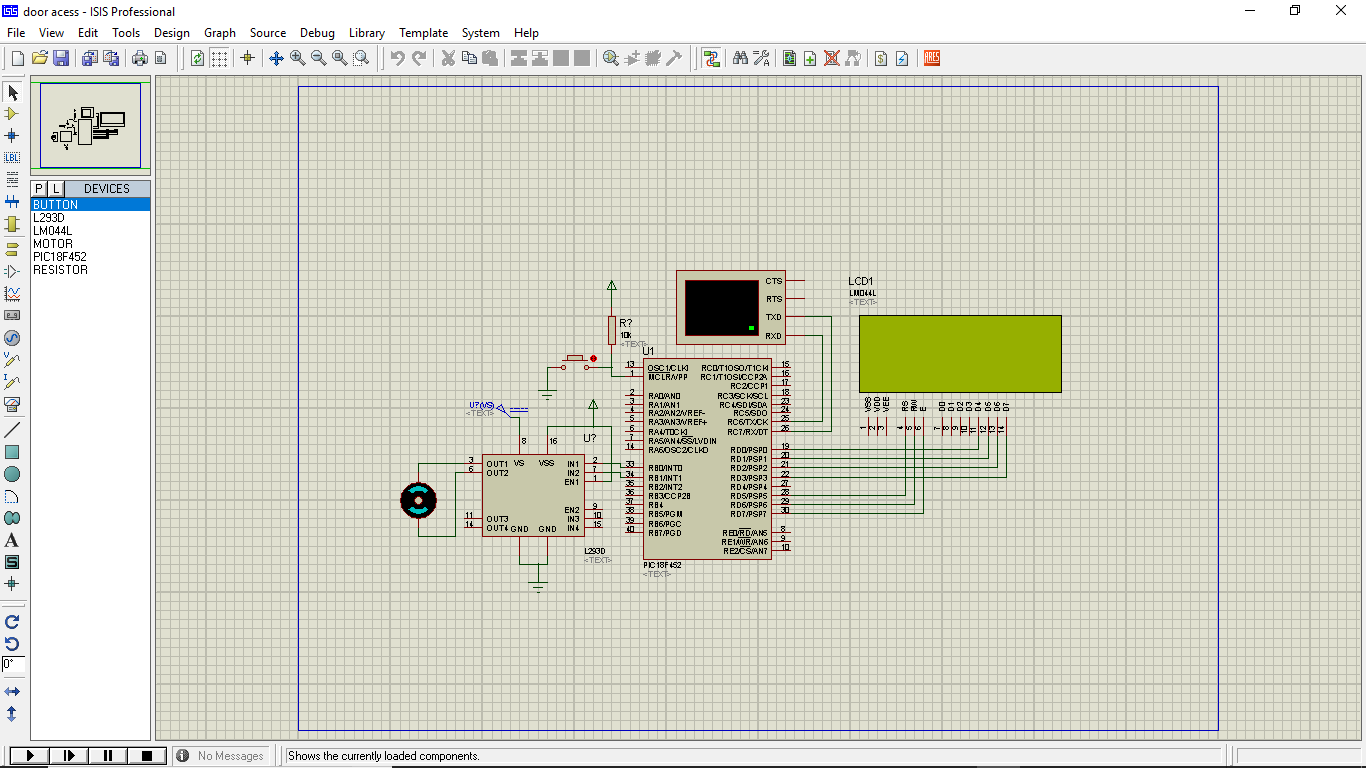 door acess - ISIS Professional
File View Edit Tools Design Graph Source Debug Library Template System Help
P L DEVICES
BUTTON
L293D
LM044L
MOTOR
PIC18F452
RESISTOR
LBL
A
S
0°
ARES
CTS
RTS
TXD
RXD
LCD1
LM044L
<TEXT>
VSS VDD VEE RS RW E D0 D1 D2 D3 D4 D5 D6 D7
1 2 3 4 5 6 7 8 9 10 11 12 13 14
R?
10k
<TEXT>
U1
13 OSC1/CLKI RC0/T1OSO/T1CKI 15
1 MCLR/VPP RC1/T1OSI/CCP2A 16
RC2/CCP1 17
2 RA0/AN0 RC3/SCK/SCL 18
3 RA1/AN1 RC4/SDI/SDA 23
4 RA2/AN2/VREF- RC5/SDO 24
5 RA3/AN3/VREF+ RC6/TX/CK 25
6 RA4/T0CKI RC7/RX/DT 26
7 RA5/AN4/SS/LVDIN
14 RA6/OSC2/CLKO RD0/PSP0 19
RD1/PSP1 20
33 RB0/INT0 RD2/PSP2 21
34 RB1/INT1 RD3/PSP3 22
35 RB2/INT2 RD4/PSP4 27
36 RB3/CCP2B RD5/PSP5 28
37 RB4 RD6/PSP6 29
38 RB5/PGM RD7/PSP7 30
39 RB6/PGC
40 RB7/PGD RE0/RD/AN5 8
RE1/WR/AN6 9
RE2/CS/AN7 10
PIC18F452
<TEXT>
U?(VS)
<TEXT>
8 16 U?
3 OUT1 VS VSS IN1 2
6 OUT2 IN2 7
EN1 1
EN2 9
11 OUT3 IN3 10
14 OUT4 GND GND IN4 15
L293D
<TEXT>
No Messages
Shows the currently loaded components.